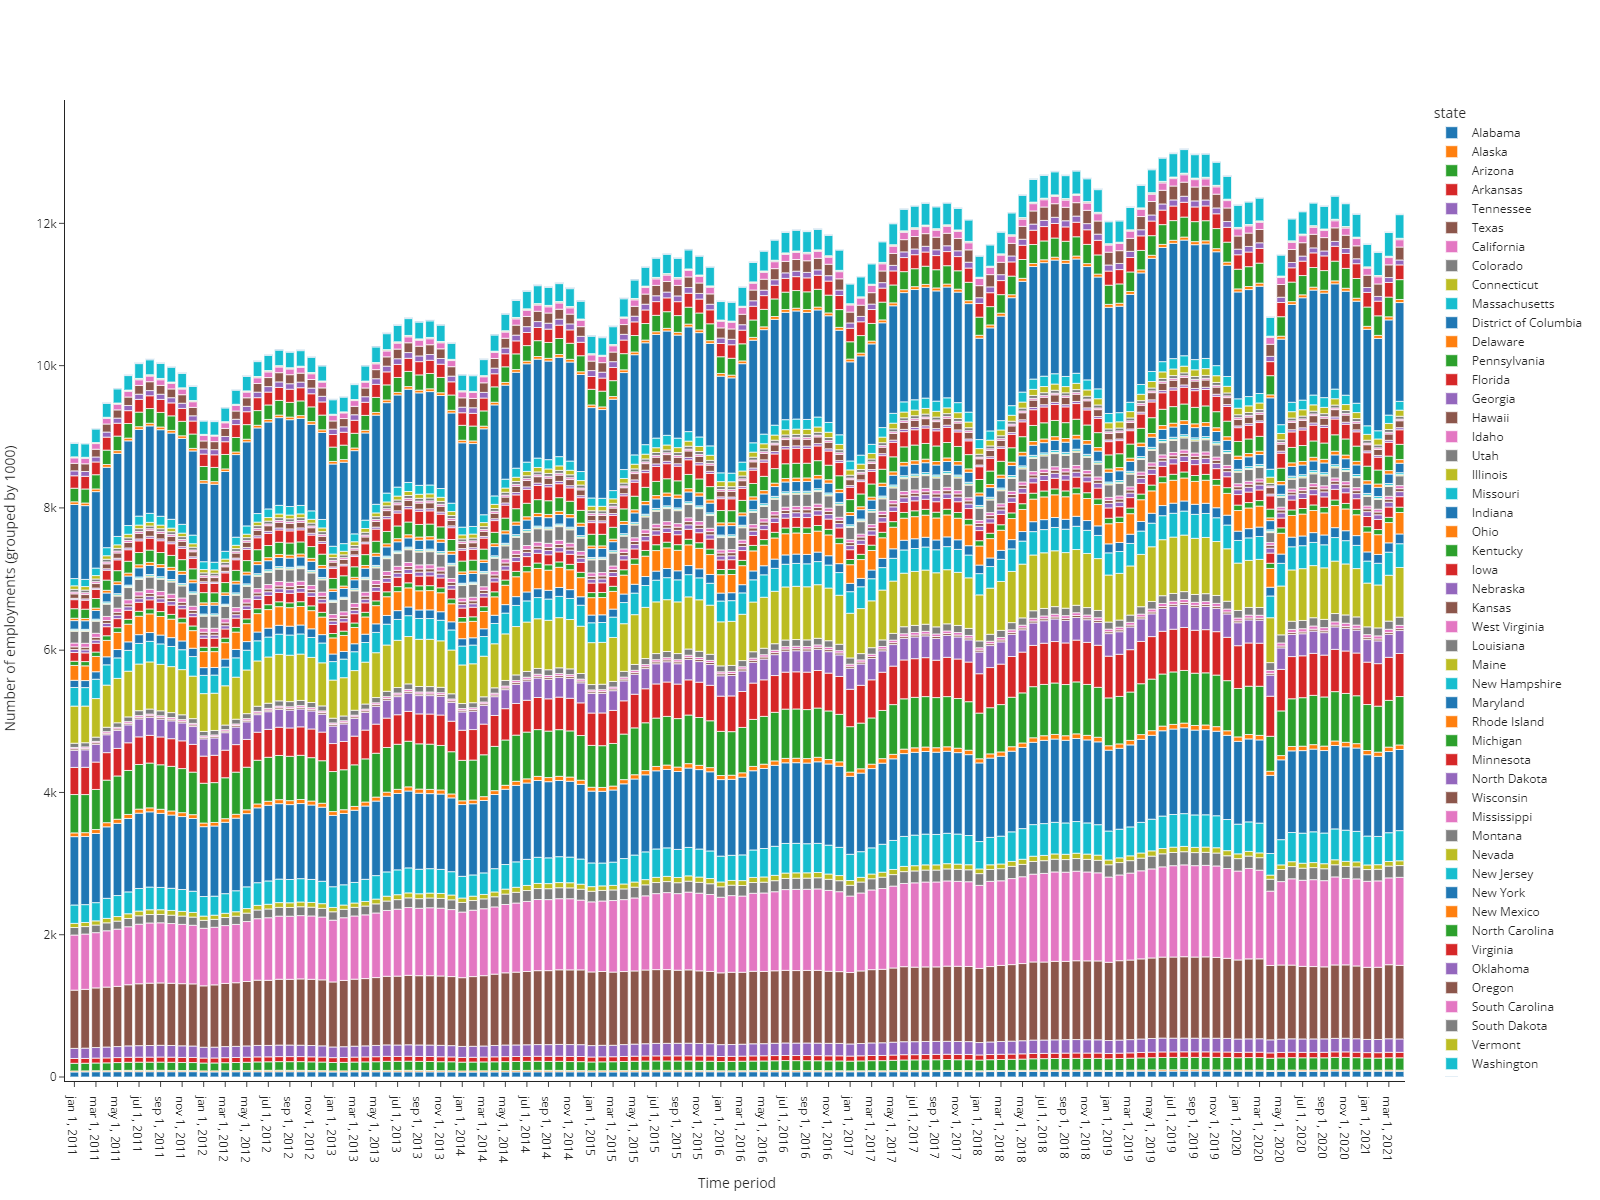 state
Alabama
Alaska
Arizona
Arkansas
Tennessee
Texas
California
Colorado
Connecticut
Massachusetts
District of Columbia
Delaware
Pennsylvania
Florida
Georgia
Hawaii
Idaho
Utah
Illinois
Missouri
Indiana
Ohio
Kentucky
Iowa
Nebraska
Kansas
West Virginia
Louisiana
Maine
New Hampshire
Maryland
Rhode Island
Michigan
Minnesota
North Dakota
Wisconsin
Mississippi
Montana
Nevada
New Jersey
New York
New Mexico
North Carolina
Virginia
Oklahoma
Oregon
South Carolina
South Dakota
Vermont
Washington
Number of employments (grouped by 1000)
12k
10k
8k
6k
4k
2k
0
jan 1, 2011
mar 1, 2011
may 1, 2011
jul 1, 2011
sep 1, 2011
nov 1, 2011
jan 1, 2012
mar 1, 2012
may 1, 2012
jul 1, 2012
sep 1, 2012
nov 1, 2012
jan 1, 2013
mar 1, 2013
may 1, 2013
jul 1, 2013
sep 1, 2013
nov 1, 2013
jan 1, 2014
mar 1, 2014
may 1, 2014
jul 1, 2014
sep 1, 2014
nov 1, 2014
jan 1, 2015
mar 1, 2015
may 1, 2015
jul 1, 2015
sep 1, 2015
nov 1, 2015
jan 1, 2016
mar 1, 2016
may 1, 2016
jul 1, 2016
sep 1, 2016
nov 1, 2016
jan 1, 2017
mar 1, 2017
may 1, 2017
jul 1, 2017
sep 1, 2017
nov 1, 2017
jan 1, 2018
mar 1, 2018
may 1, 2018
jul 1, 2018
sep 1, 2018
nov 1, 2018
jan 1, 2019
mar 1, 2019
may 1, 2019
jul 1, 2019
sep 1, 2019
nov 1, 2019
jan 1, 2020
mar 1, 2020
may 1, 2020
jul 1, 2020
sep 1, 2020
nov 1, 2020
jan 1, 2021
mar 1, 2021
Time period